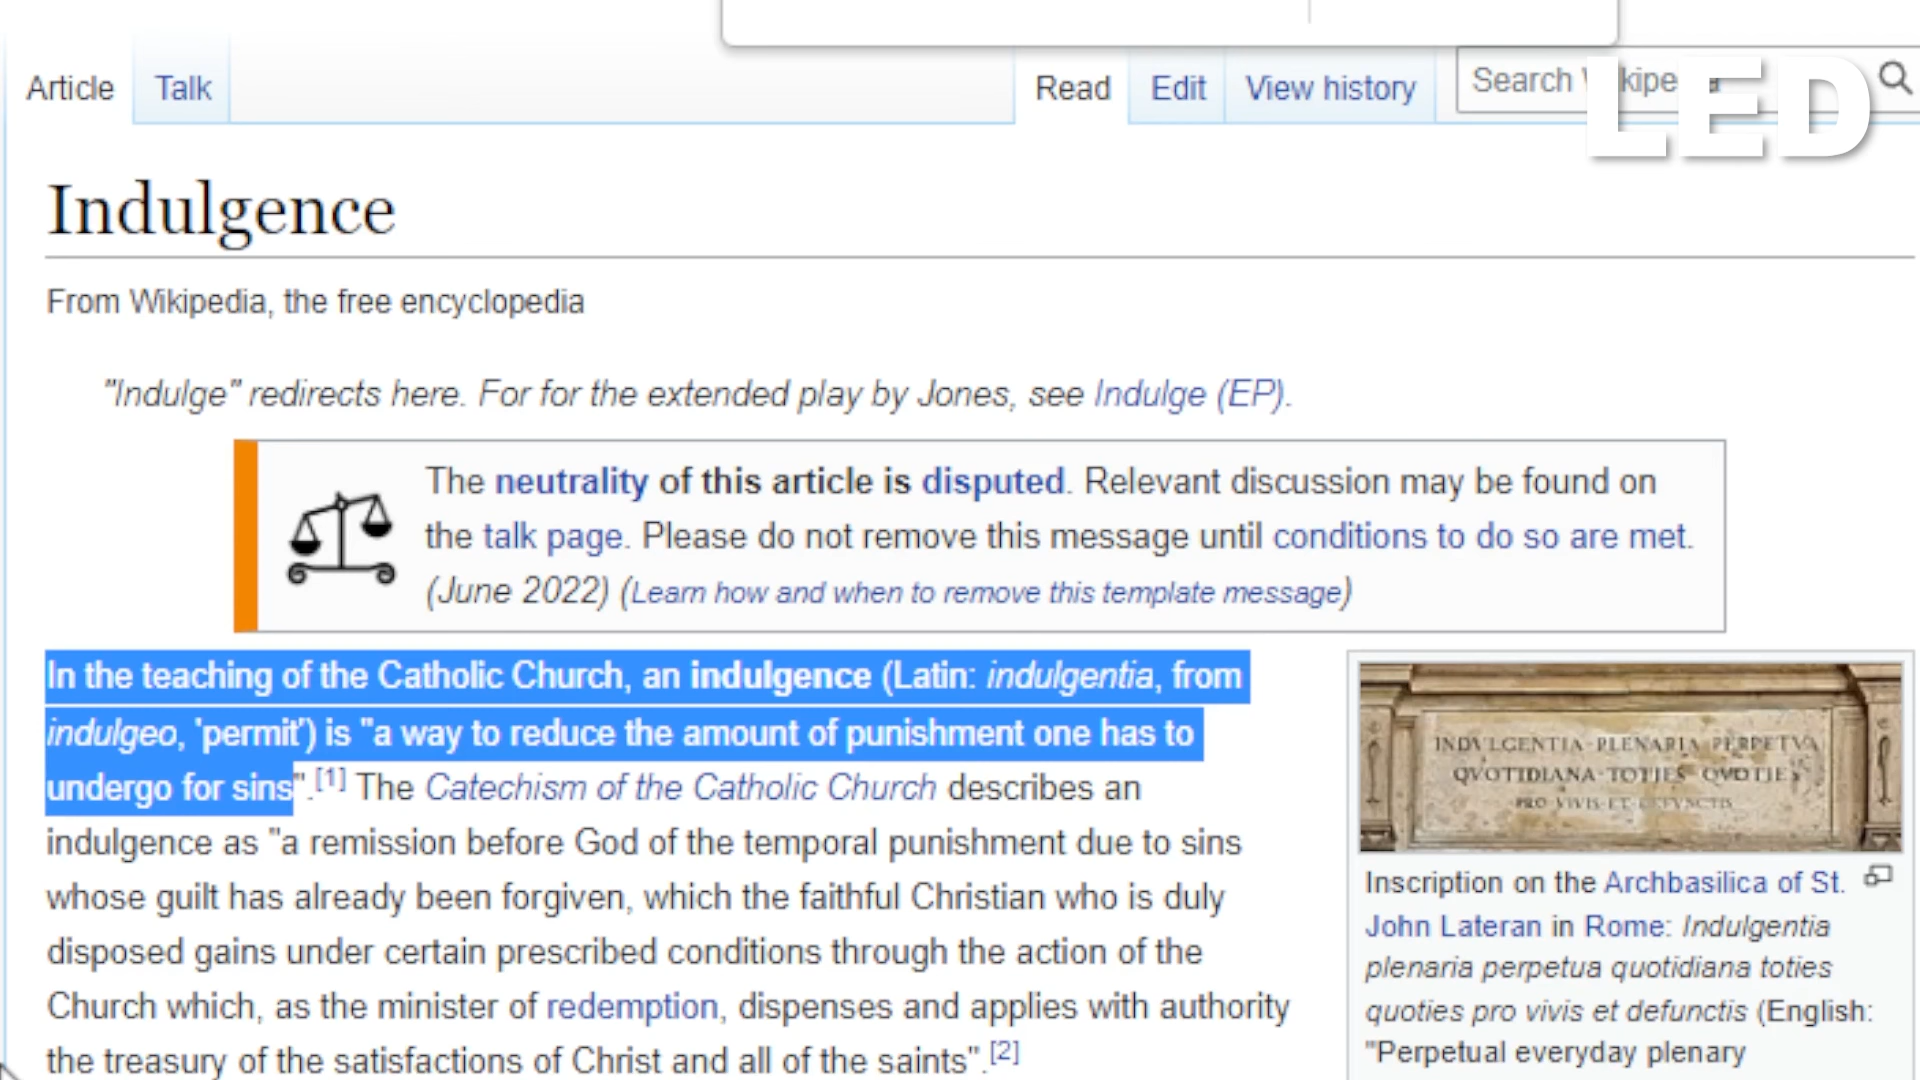 Article Talk Read Edit View history Search Wikipedia
LED
Indulgence
From Wikipedia, the free encyclopedia
"Indulge" redirects here. For for the extended play by Jones, see Indulge (EP).
The neutrality of this article is disputed. Relevant discussion may be found on
the talk page. Please do not remove this message until conditions to do so are met.
(June 2022) (Learn how and when to remove this template message)
In the teaching of the Catholic Church, an indulgence (Latin: indulgentia, from
indulgeo, 'permit') is "a way to reduce the amount of punishment one has to
undergo for sins".[1] The Catechism of the Catholic Church describes an
indulgence as "a remission before God of the temporal punishment due to sins
whose guilt has already been forgiven, which the faithful Christian who is duly
disposed gains under certain prescribed conditions through the action of the
Church which, as the minister of redemption, dispenses and applies with authority
the treasury of the satisfactions of Christ and all of the saints".[2]
INDVLGENTIA PLENARIA PERPETVA
QVOTIDIANA TOTIES QVOTIES
PRO VIVIS ET DEFVNCTIS
Inscription on the Archbasilica of St.
John Lateran in Rome: Indulgentia
plenaria perpetua quotidiana toties
quoties pro vivis et defunctis (English:
"Perpetual everyday plenary